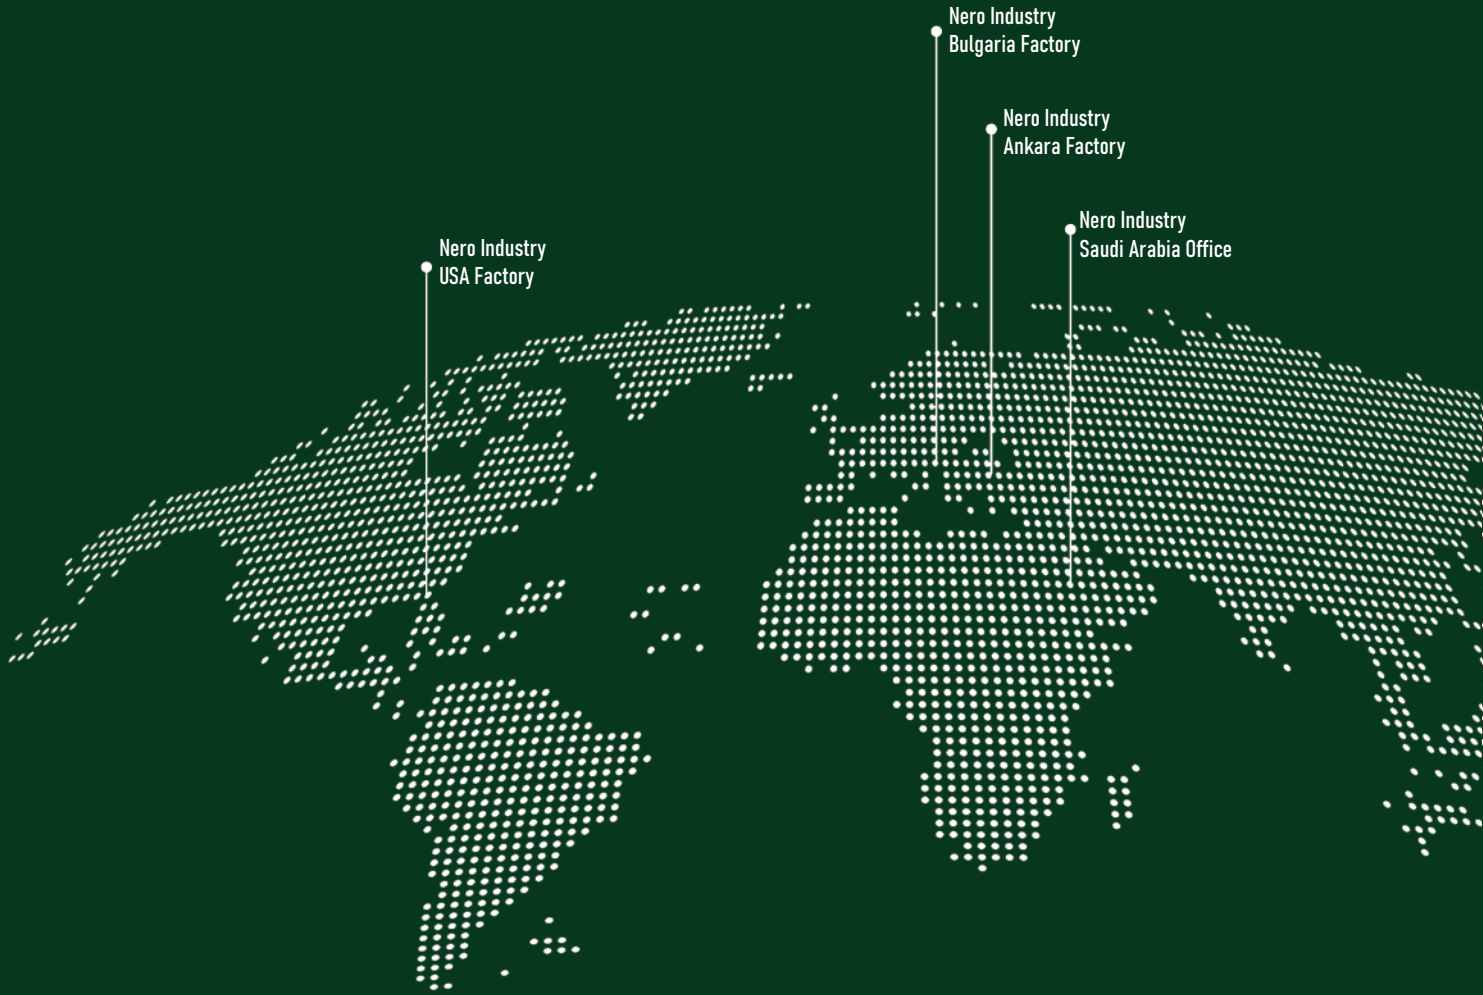 Nero Industry
Bulgaria Factory
Nero Industry
Ankara Factory
Nero Industry
Saudi Arabia Office
Nero Industry
USA Factory